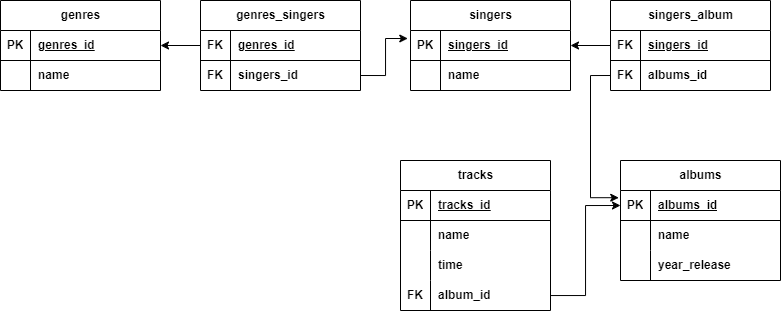 genres
PK genres_id
name
genres_singers
FK genres_id
FK singers_id
singers
PK singers_id
name
singers_album
FK singers_id
FK albums_id
tracks
PK tracks_id
name
time
FK album_id
albums
PK albums_id
name
year_release